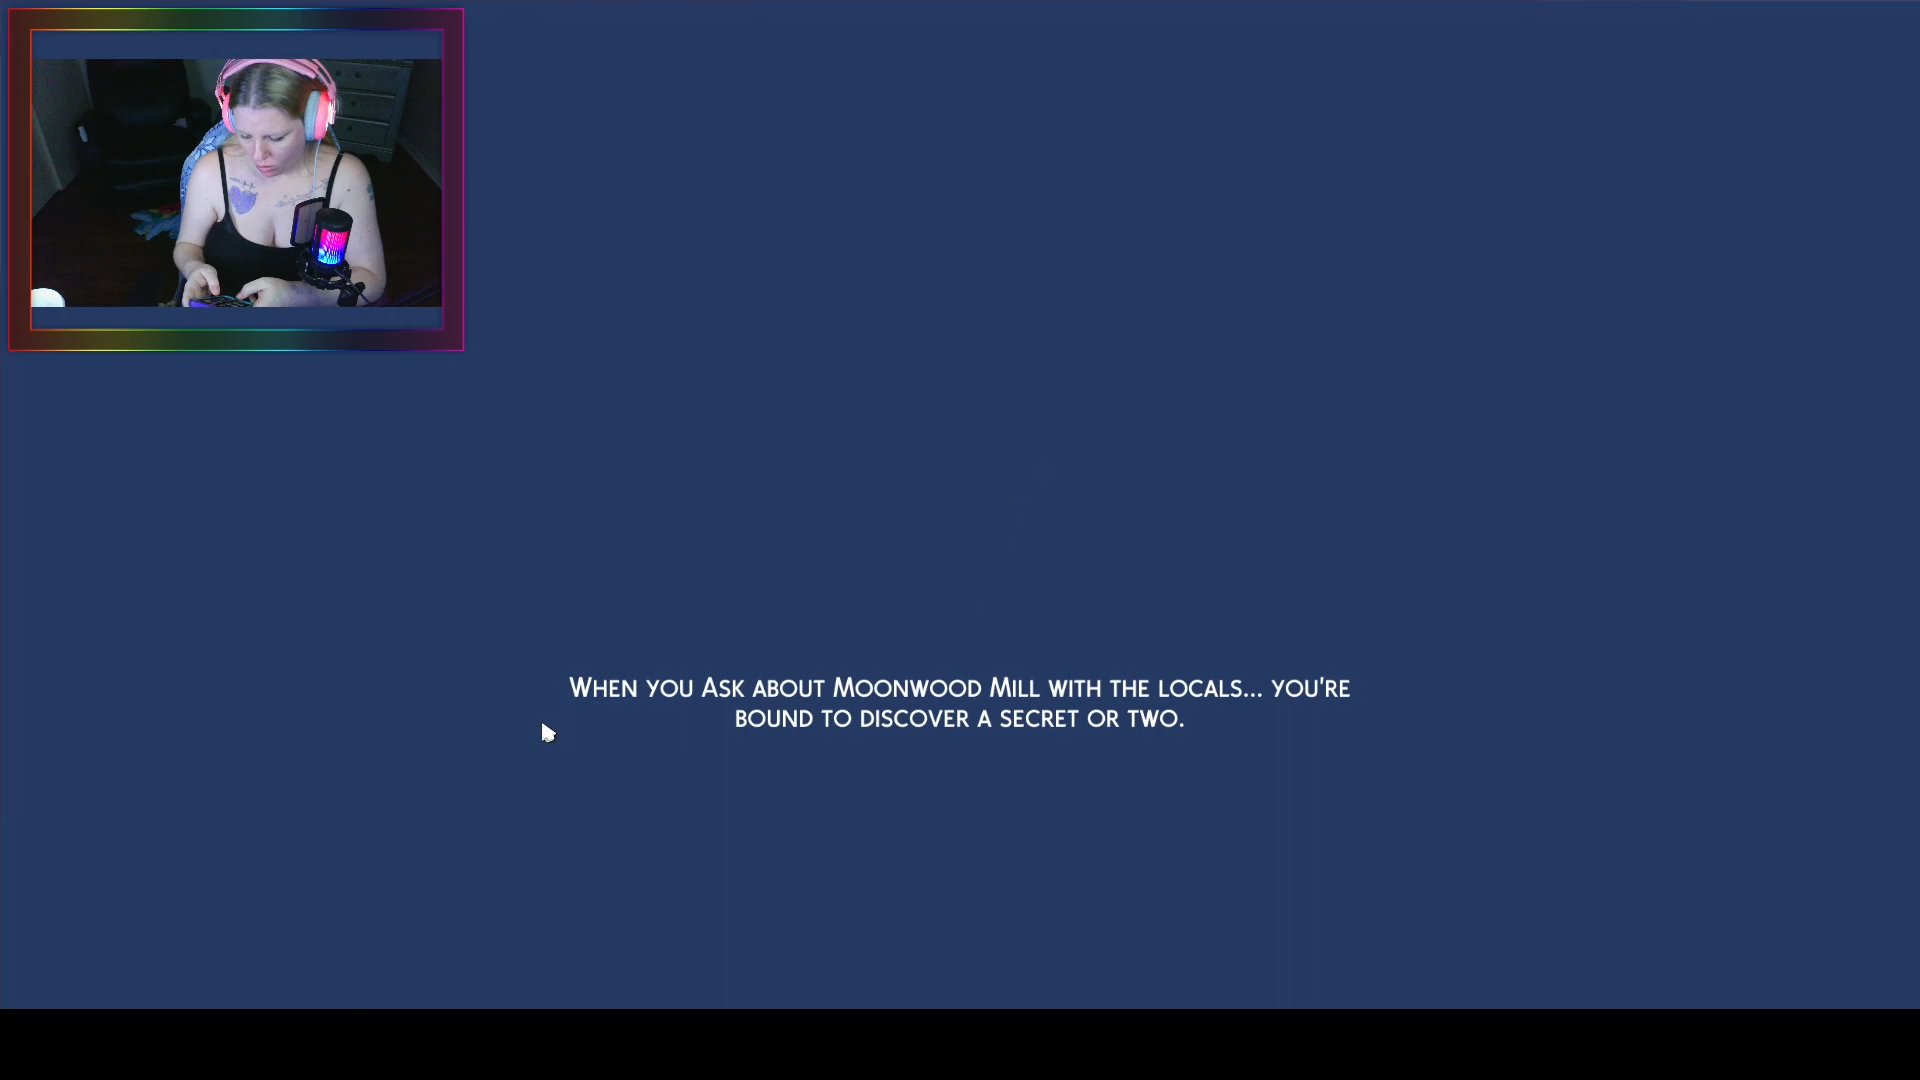 When you Ask about Moonwood Mill with the locals... you're
bound to discover a secret or two.